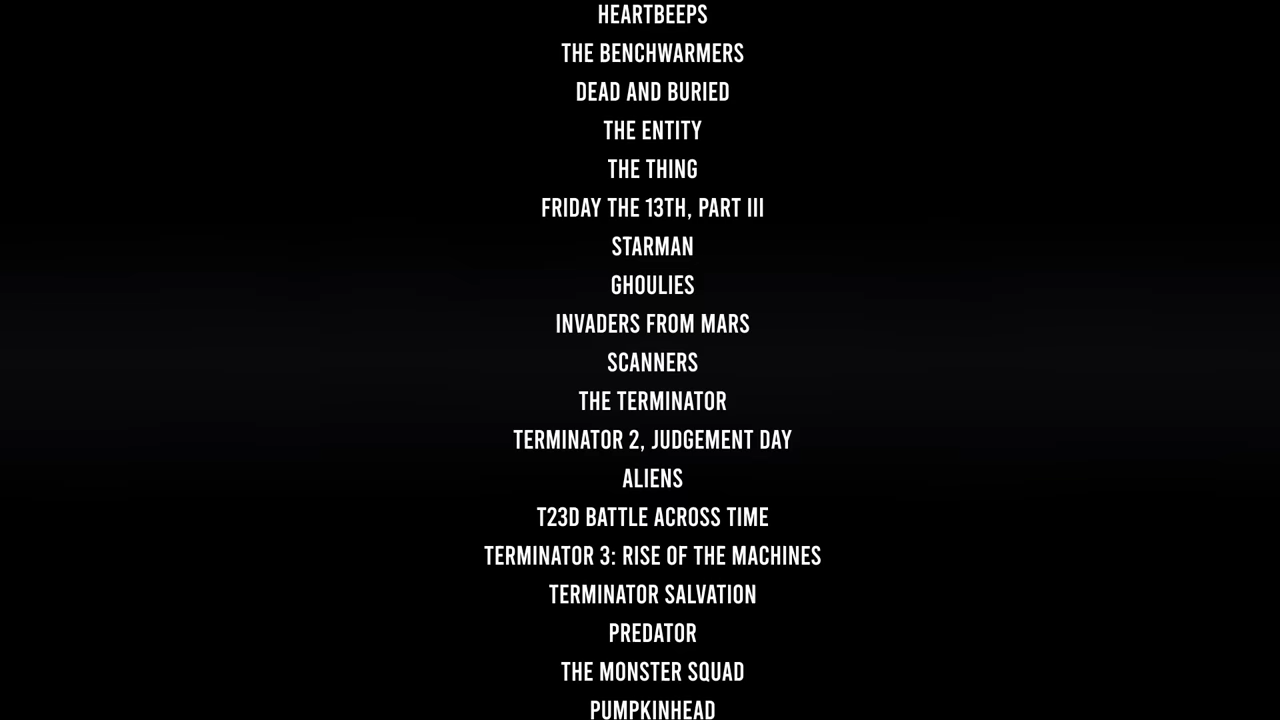 HEARTBEEPS
THE BENCHWARMERS
DEAD AND BURIED
THE ENTITY
THE THING
FRIDAY THE 13TH, PART III
STARMAN
GHOULIES
INVADERS FROM MARS
SCANNERS
THE TERMINATOR
TERMINATOR 2, JUDGEMENT DAY
ALIENS
T23D BATTLE ACROSS TIME
TERMINATOR 3: RISE OF THE MACHINES
TERMINATOR SALVATION
PREDATOR
THE MONSTER SQUAD
PUMPKINHEAD